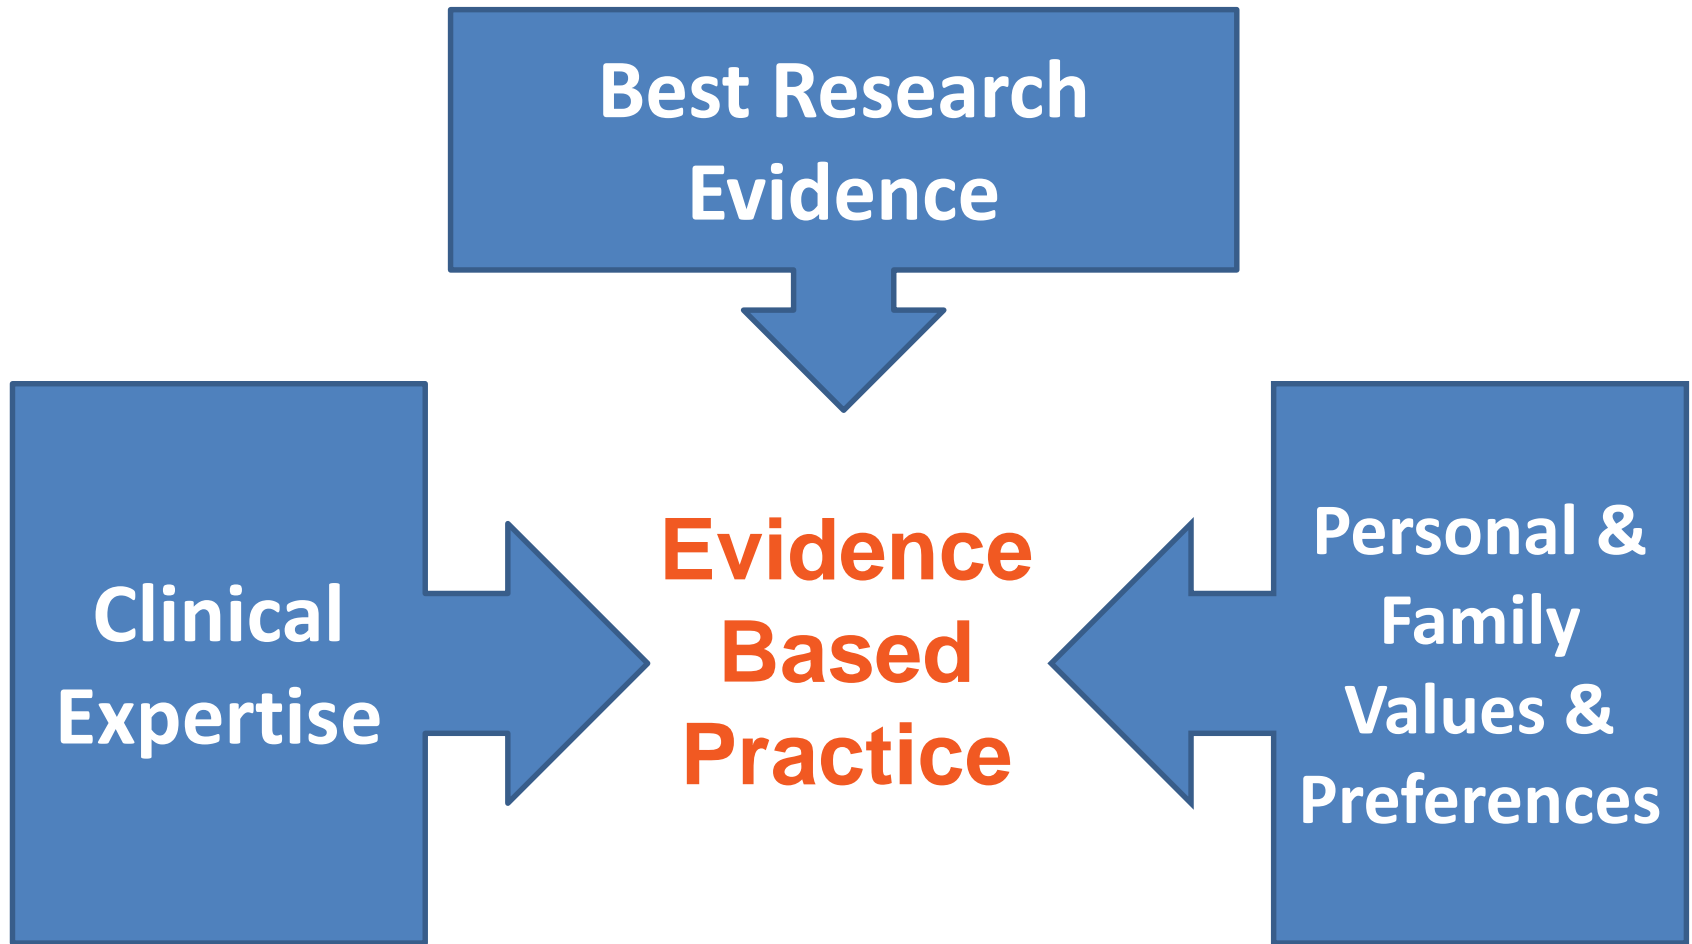 Best Research
Evidence
Clinical
Expertise
Evidence
Based
Practice
Personal &
Family
Values &
Preferences